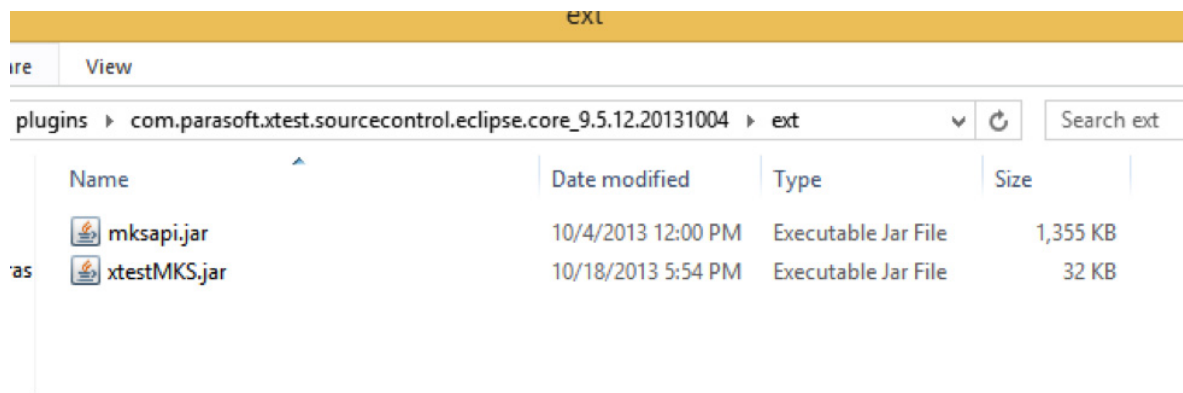 ext
are View
plugins com.parasoft.xtest.sourcecontrol.eclipse.core_9.5.12.20131004 ext Search ext
Name Date modified Type Size
mksapi.jar 10/4/2013 12:00 PM Executable Jar File 1,355 KB
ras xtestMKS.jar 10/18/2013 5:54 PM Executable Jar File 32 KB